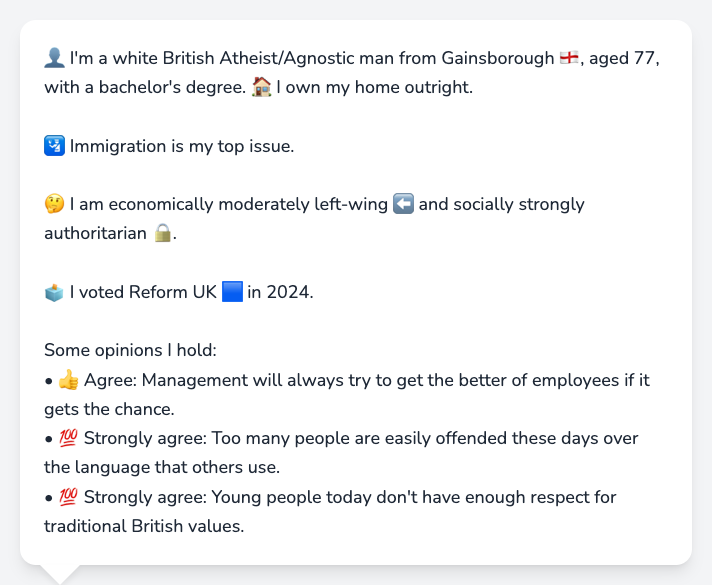 👤 I'm a white British Atheist/Agnostic man from Gainsborough 🏴󠁧󠁢󠁥󠁮󠁧󠁿, aged 77,
with a bachelor's degree. 🏠 I own my home outright.
🛂 Immigration is my top issue.
🤔 I am economically moderately left-wing ⬅️ and socially strongly
authoritarian 🔒.
🗳️ I voted Reform UK 🟦 in 2024.
Some opinions I hold:
• 👍 Agree: Management will always try to get the better of employees if it
gets the chance.
• 💯 Strongly agree: Too many people are easily offended these days over
the language that others use.
• 💯 Strongly agree: Young people today don't have enough respect for
traditional British values.